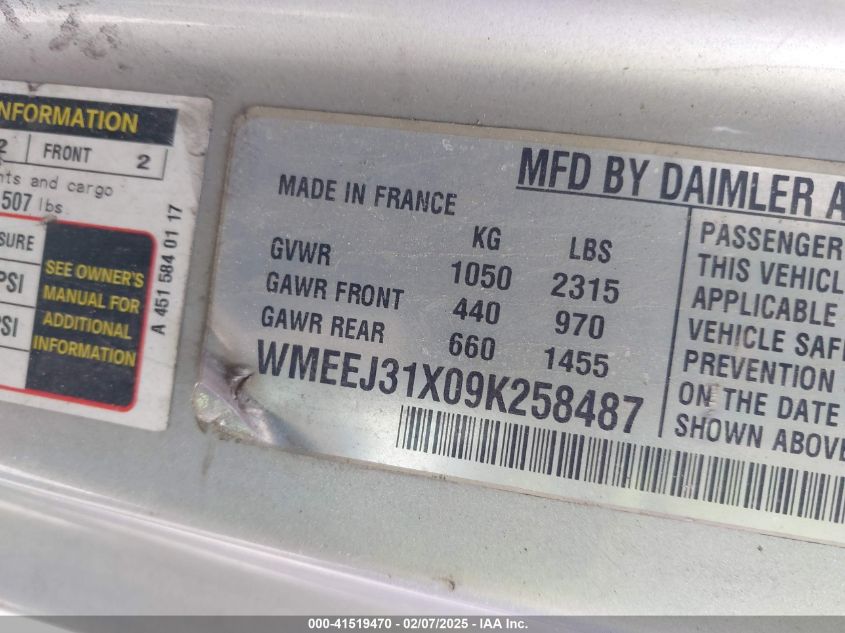 NFORMATION
2 FRONT 2
nts and cargo
507 lbs
SSURE
PSI
PSI
SEE OWNER'S
MANUAL FOR
ADDITIONAL
INFORMATION
A 451 584 01 17
MFD BY DAIMLER A
MADE IN FRANCE
KG LBS
GVWR 1050 2315
GAWR FRONT 440 970
GAWR REAR 660 1455
WMEEJ31X09K258487
PASSENGER
THIS VEHICL
APPLICABLE
VEHICLE SAF
PREVENTION
ON THE DATE
SHOWN ABOVE
000-41519470 - 02/07/2025 - IAAI Inc.